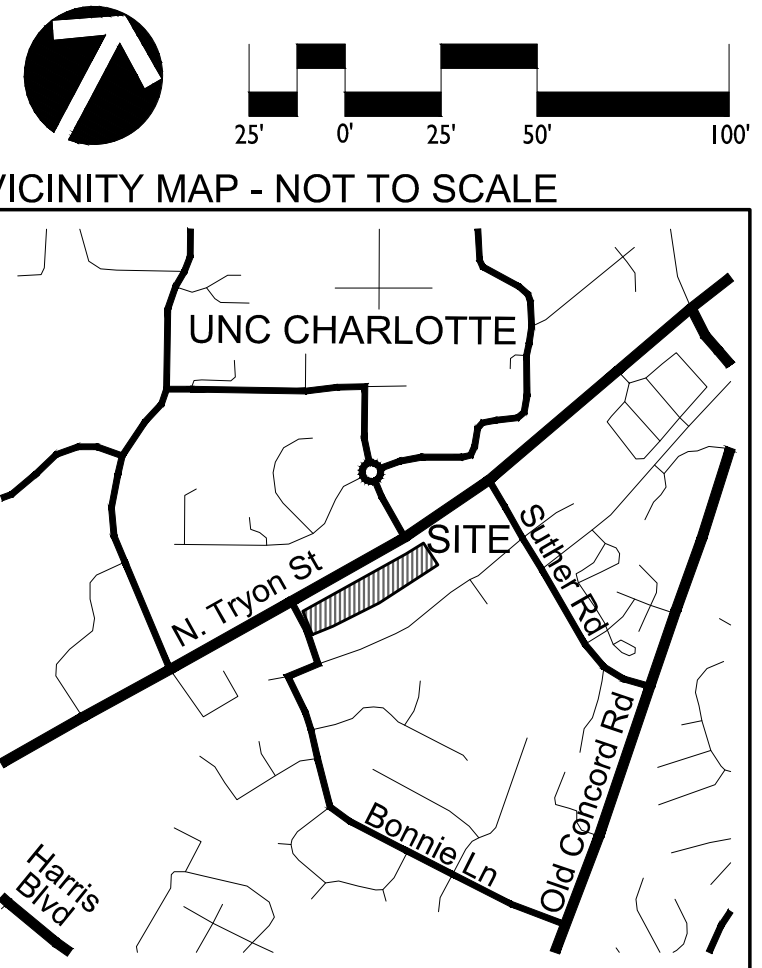 25' 0' 25' 50' 100'
VICINITY MAP - NOT TO SCALE
UNC CHARLOTTE
SITE
Suther Rd
N. Tryon St
Old Concord Rd
Bonnie Ln
Harris
Blvd